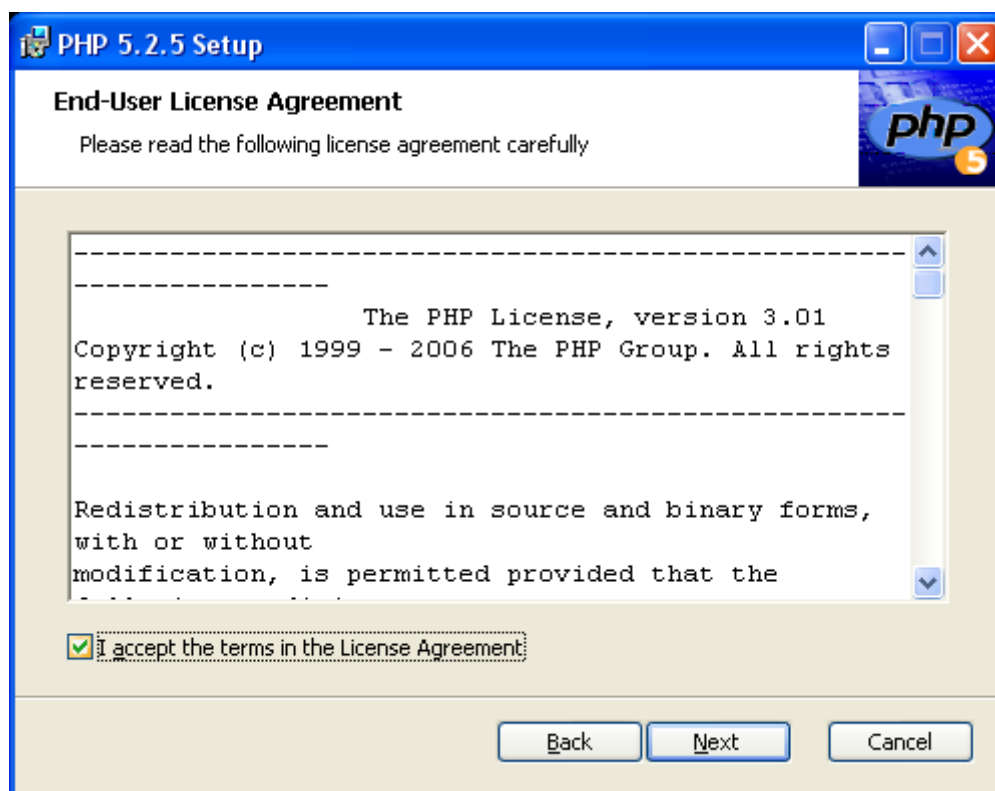 PHP 5.2.5 Setup
End-User License Agreement
Please read the following license agreement carefully
php
5
----------------------------------------------------
----------------
The PHP License, version 3.01
Copyright (c) 1999 - 2006 The PHP Group. All rights
reserved.
----------------------------------------------------
----------------
Redistribution and use in source and binary forms,
with or without
modification, is permitted provided that the
I accept the terms in the License Agreement
Back Next Cancel